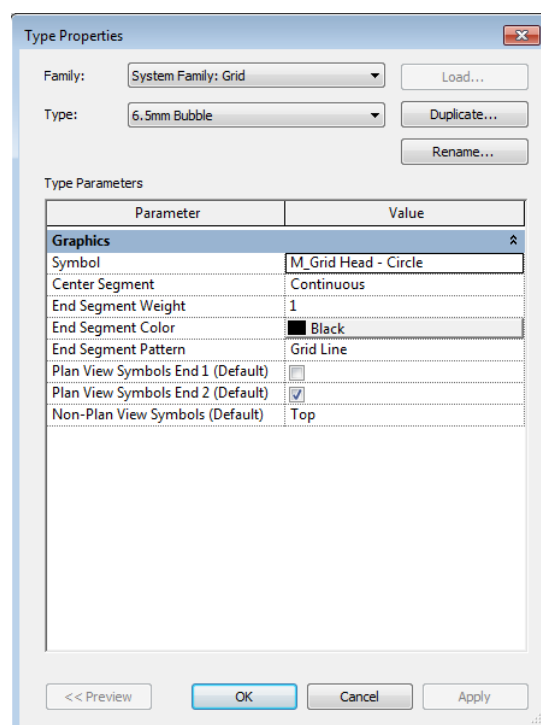 Type Properties
Family: System Family: Grid Load...
Type: 6.5mm Bubble Duplicate...
Rename...
Type Parameters
Parameter Value
Graphics
Symbol M_Grid Head - Circle
Center Segment Continuous
End Segment Weight 1
End Segment Color Black
End Segment Pattern Grid Line
Plan View Symbols End 1 (Default)
Plan View Symbols End 2 (Default)
Non-Plan View Symbols (Default) Top
<< Preview OK Cancel Apply